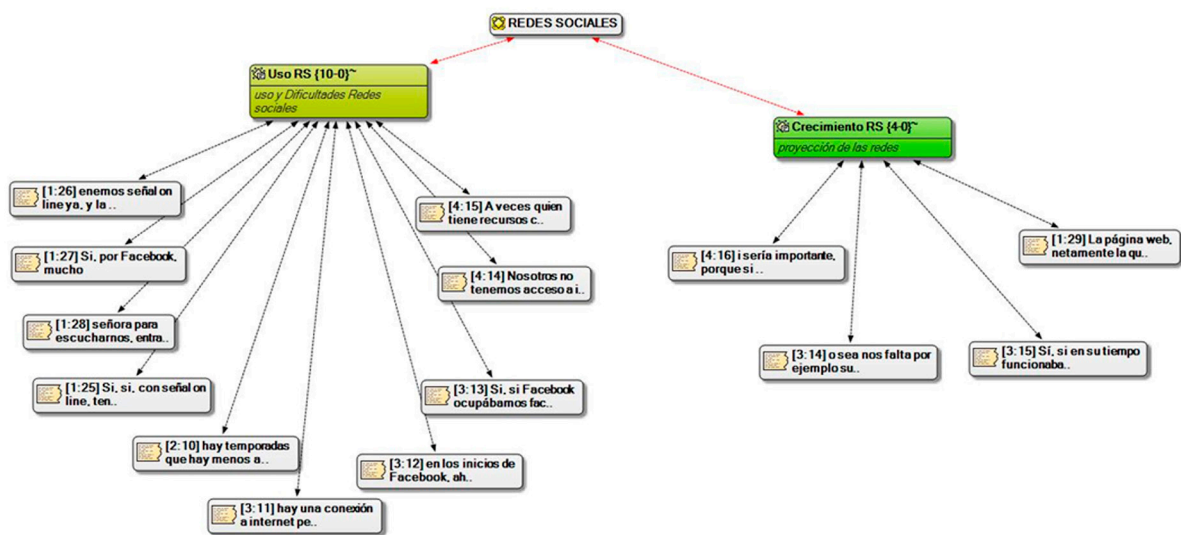 REDES SOCIALES
Uso RS {10-0}~
uso y Dificultades Redes
sociales
Crecimiento RS {4-0}~
proyección de las redes
[1:26] enemos señal on
line ya, y la ..
[4:15] A veces quien
tiene recursos c..
[1:27] Si, por Facebook,
mucho
[4:14] Nosotros no
tenemos acceso a i..
[1:28] señora para
escucharnos, entra..
[1:25] Si, si, con señal on
line, ten..
[3:13] Si, si Facebook
ocupábamos fac..
[2:10] hay temporadas
que hay menos a..
[3:12] en los inicios de
Facebook, ah..
[3:11] hay una conexión
a internet pe..
[4:16] i sería importante,
porque si ..
[1:29] La página web,
netamente la qu..
[3:14] o sea nos falta por
ejemplo su..
[3:15] Sí, si en su tiempo
funcionaba..